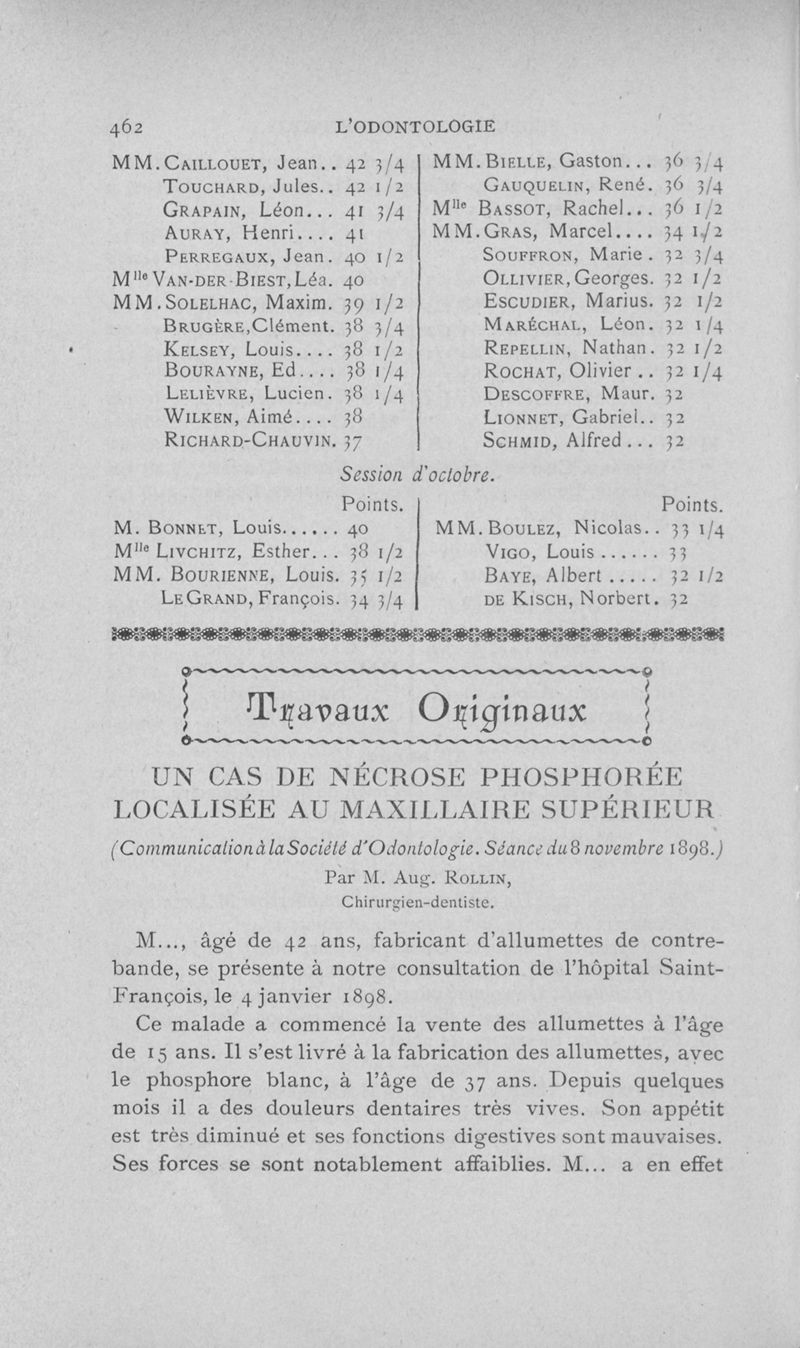 462 L'ODONTOLOGIE
MM. CAILLOUET, Jean.. 42 3/4
TOUCHARD, Jules.. 42 1/2
GRAPAIN, Léon... 41 3/4
AURAY, Henri.... 41
PERREGAUX, Jean. 40 1/2
Mlle VAN-DER-BIEST, Léa. 40
MM. SOLELHAC, Maxim. 39 1/2
BRUGÈRE, Clément. 38 3/4
KELSEY, Louis.... 38 1/2
BOURAYNE, Ed.... 38 1/4
LELIÈVRE, Lucien. 38 1/4
WILKEN, Aimé.... 38
RICHARD-CHAUVIN. 37
MM. BIELLE, Gaston... 36 3/4
GAUQUELIN, René. 36 3/4
Mlle BASSOT, Rachel... 36 1/2
MM. GRAS, Marcel.... 34 1/2
SOUFFRON, Marie. 32 3/4
OLLIVIER, Georges. 32 1/2
ESCUDIER, Marius. 32 1/2
MARÉCHAL, Léon. 32 1/4
REPELLIN, Nathan. 32 1/2
ROCHAT, Olivier.. 32 1/4
DESCOFFRE, Maur. 32
LIONNET, Gabriel.. 32
SCHMID, Alfred... 32
Session d'octobre.
Points.
M. BONNET, Louis...... 40
Mlle LIVCHITZ, Esther... 38 1/2
MM. BOURIENNE, Louis. 35 1/2
LE GRAND, François. 34 3/4
Points.
MM. BOULEZ, Nicolas.. 33 1/4
VIGO, Louis...... 33
BAYE, Albert..... 32 1/2
DE KISCH, Norbert. 32
Travaux Originaux
UN CAS DE NÉCROSE PHOSPHORÉE
LOCALISÉE AU MAXILLAIRE SUPÉRIEUR
(Communication à la Société d'Odontologie. Séance du 8 novembre 1898.)
Par M. Aug. ROLLIN,
Chirurgien-dentiste.
M..., âgé de 42 ans, fabricant d'allumettes de contre-
bande, se présente à notre consultation de l'hôpital Saint-
François, le 4 janvier 1898.
Ce malade a commencé la vente des allumettes à l'âge
de 15 ans. Il s'est livré à la fabrication des allumettes, avec
le phosphore blanc, à l'âge de 37 ans. Depuis quelques
mois il a des douleurs dentaires très vives. Son appétit
est très diminué et ses fonctions digestives sont mauvaises.
Ses forces se sont notablement affaiblies. M... a en effet